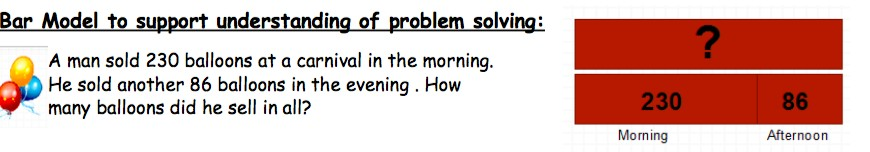 Bar Model to support understanding of problem solving:
A man sold 230 balloons at a carnival in the morning.
He sold another 86 balloons in the evening . How
many balloons did he sell in all?
?
230 86
Morning Afternoon